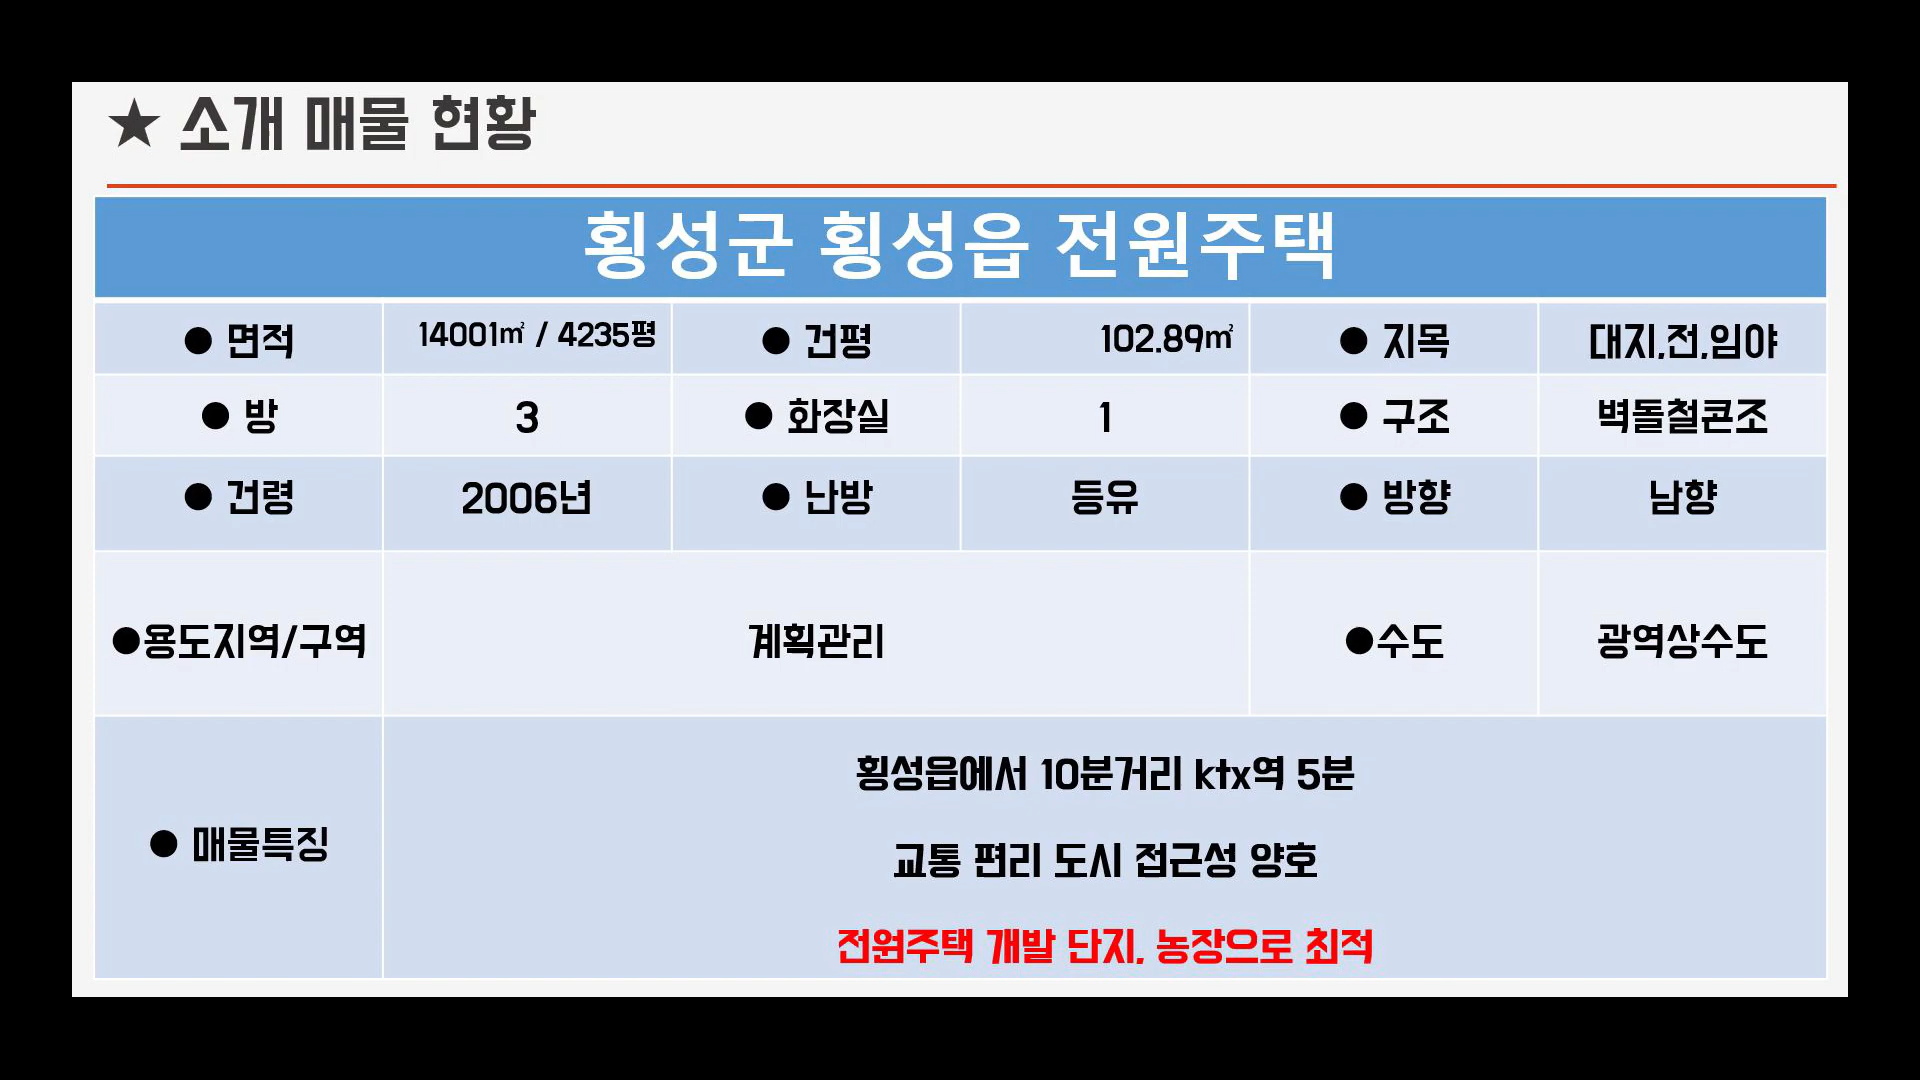 ★ 소개 매물 현황
횡성군 횡성읍 전원주택
● 면적 14001㎡ / 4235평 ● 건평 102.89㎡ ● 지목 대지,전,임야
● 방 3 ● 화장실 1 ● 구조 벽돌철콘조
● 건령 2006년 ● 난방 등유 ● 방향 남향
●용도지역/구역 계획관리 ●수도 광역상수도
● 매물특징
횡성읍에서 10분거리 ktx역 5분
교통 편리 도시 접근성 양호
전원주택 개발 단지, 농장으로 최적